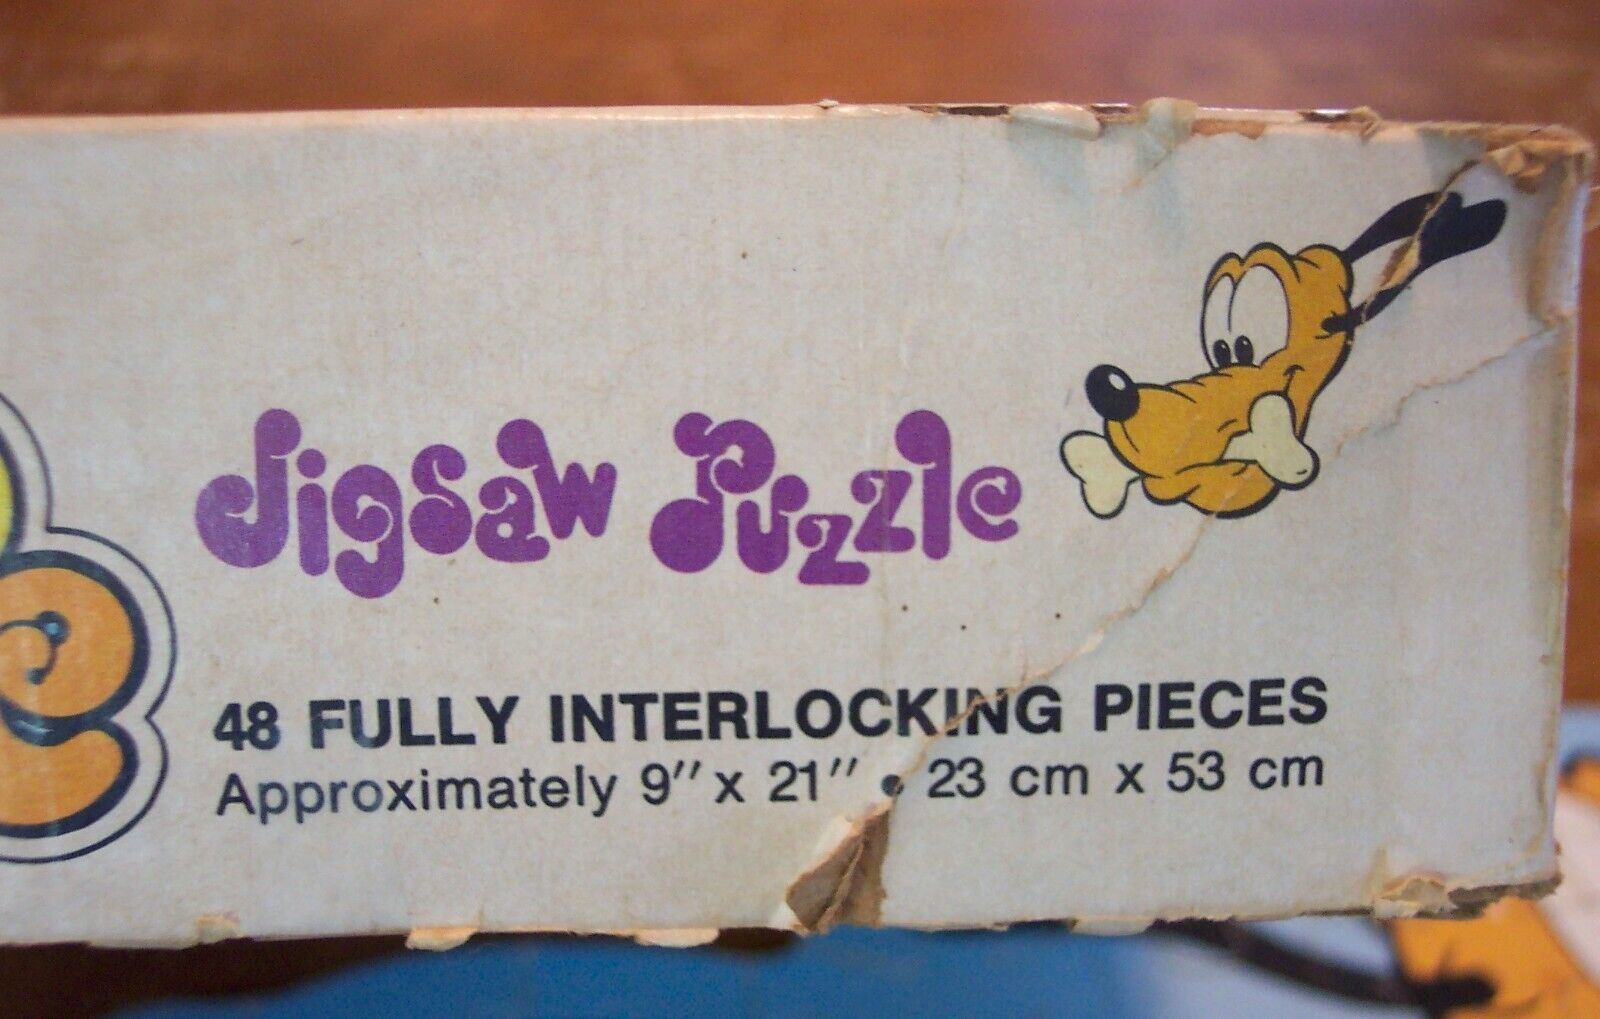 Jigsaw Puzzle
48 FULLY INTERLOCKING PIECES
Approximately 9" x 21" • 23 cm x 53 cm